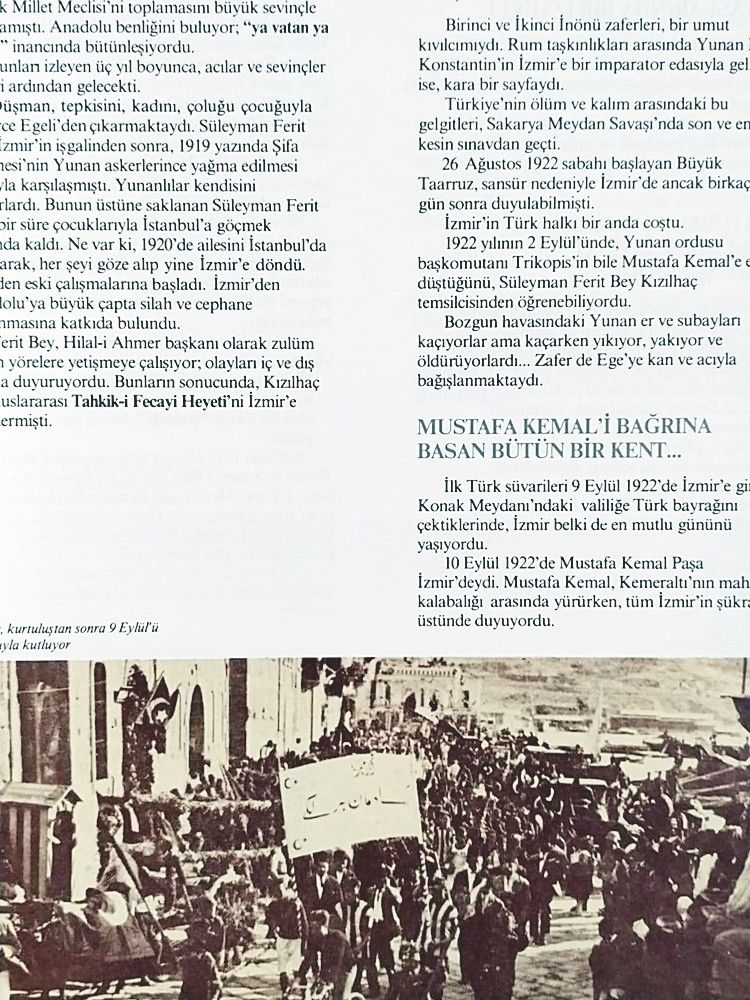 k Millet Meclisi'ni toplamasını büyük sevinçle
amıştı. Anadolu benliğini buluyor; “ya vatan ya
” inancında bütünleşiyordu.
unları izleyen üç yıl boyunca, acılar ve sevinçler
i ardından gelecekti.
Düşman, tepkisini, kadını, çoluğu çocuğuyla
rce Egeli'den çıkarmaktaydı. Süleyman Ferit
İzmir'in işgalinden sonra, 1919 yazında Şifa
nesi'nin Yunan askerlerince yağma edilmesi
yla karşılaşmıştı. Yunanlılar kendisini
rlardı. Bunun üstüne saklanan Süleyman Ferit
bir süre çocuklarıyla İstanbul'a göçmek
nda kaldı. Ne var ki, 1920'de ailesini İstanbul'da
arak, her şeyi göze alıp yine İzmir'e döndü.
den eski çalışmalarına başladı. İzmir'den
dolu'ya büyük çapta silah ve cephane
nmasına katkıda bulundu.
Ferit Bey, Hilal-i Ahmer başkanı olarak zulüm
n yörelere yetişmeye çalışıyor; olayları iç ve dış
a duyuruyordu. Bunların sonucunda, Kızılhaç
uslararası Tahkik-i Fecayi Heyeti'ni İzmir'e
ermişti.
, kurtuluştan sonra 9 Eylül'ü
ıyla kutluyor
Birinci ve İkinci İnönü zaferleri, bir umut
kıvılcımıydı. Rum taşkınlıkları arasında Yunan
Konstantin'in İzmir'e bir imparator edasıyla gel
ise, kara bir sayfaydı.
Türkiye'nin ölüm ve kalım arasındaki bu
gelgitleri, Sakarya Meydan Savaşı'nda son ve en
kesin sınavdan geçti.
26 Ağustos 1922 sabahı başlayan Büyük
Taarruz, sansür nedeniyle İzmir'de ancak birkaç
gün sonra duyulabilmişti.
İzmir'in Türk halkı bir anda coştu.
1922 yılının 2 Eylül'ünde, Yunan ordusu
başkomutanı Trikopis'in bile Mustafa Kemal'e e
düştüğünü, Süleyman Ferit Bey Kızılhaç
temsilcisinden öğrenebiliyordu.
Bozgun havasındaki Yunan er ve subayları
kaçıyorlar ama kaçarken yıkıyor, yakıyor ve
öldürüyorlardı... Zafer de Ege'ye kan ve acıyla
bağışlanmaktaydı.
MUSTAFA KEMAL'İ BAĞRINA
BASAN BÜTÜN BİR KENT...
İlk Türk süvarileri 9 Eylül 1922'de İzmir'e gi
Konak Meydanı'ndaki valiliğe Türk bayrağını
çektiklerinde, İzmir belki de en mutlu gününü
yaşıyordu.
10 Eylül 1922'de Mustafa Kemal Paşa
İzmir'deydi. Mustafa Kemal, Kemeraltı'nın mah
kalabalığı arasında yürürken, tüm İzmir'in şükra
üstünde duyuyordu.